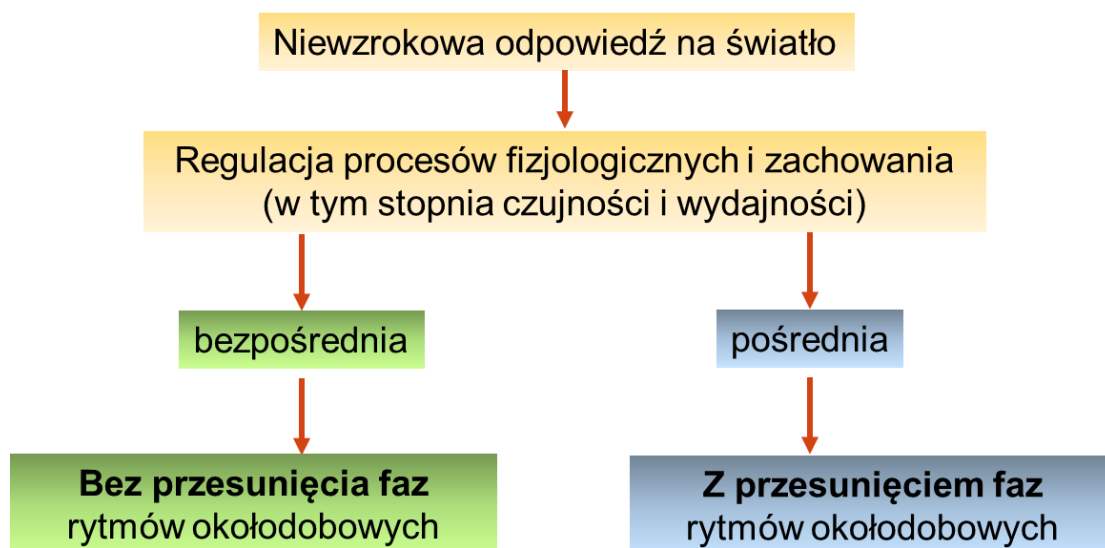 Niewzrokowa odpowiedź na światło
Regulacja procesów fizjologicznych i zachowania
(w tym stopnia czujności i wydajności)
bezpośrednia
pośrednia
Bez przesunięcia faz
rytmów okołodobowych
Z przesunięciem faz
rytmów okołodobowych